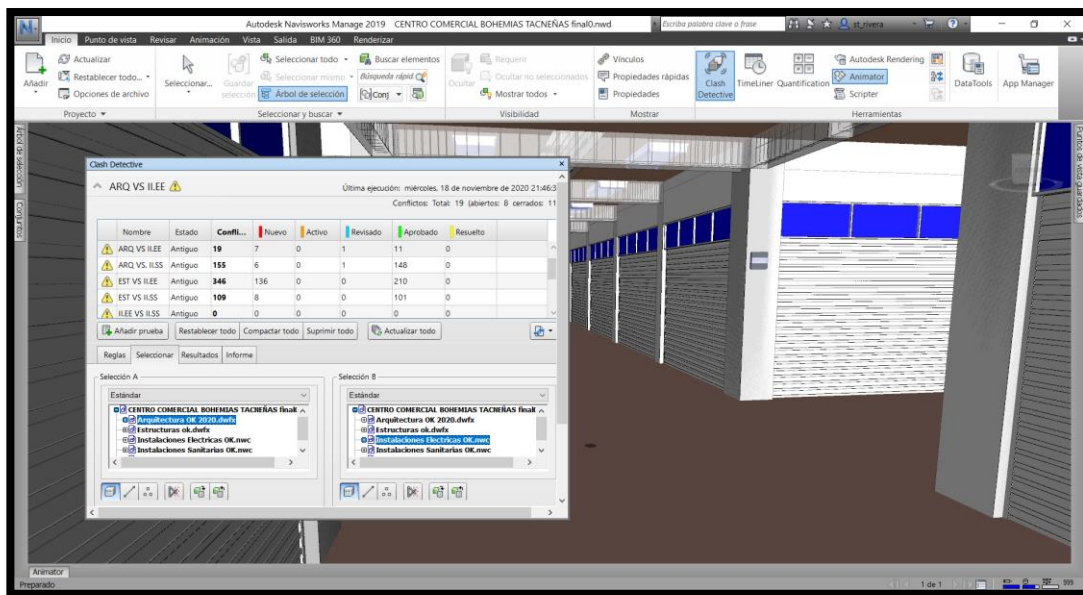 Autodesk Navisworks Manage 2019 CENTRO COMERCIAL BOHEMIAS TACNEÑAS final0.nwd
Escriba palabra clave o frase
st_rivera
Inicio Punto de vista Revisar Animación Vista Salida BIM 360 Renderizar
Añadir
Actualizar
Restablecer todo...
Opciones de archivo
Proyecto
Seleccionar...
Guardar selección
Seleccionar todo
Seleccionar mismo
Árbol de selección
Buscar elementos
Búsqueda rápid
Conj
Seleccionar y buscar
Ocultar
Requerir
Ocultar no seleccionados
Mostrar todos
Visibilidad
Vínculos
Propiedades rápidas
Propiedades
Mostrar
Clash Detective
TimeLiner
Quantification
Autodesk Rendering
Animator
Scripter
DataTools
App Manager
Herramientas
Árbol de selección
Conjuntos
Puntos de vista guardados
Clash Detective
ARQ VS II.EE
Última ejecución: miércoles, 18 de noviembre de 2020 21:46:3
Conflictos: Total: 19 (abiertos: 8 cerrados: 11
Nombre Estado Confli... Nuevo Activo Revisado Aprobado Resuelto
ARQ VS II.EE Antiguo 19 7 0 1 11 0
ARQ VS. II.SS Antiguo 155 6 0 1 148 0
EST VS II.EE Antiguo 346 136 0 0 210 0
EST VS II.SS Antiguo 109 8 0 0 101 0
II.EE VS II.SS Antiguo 0 0 0 0 0 0
Añadir prueba Restablecer todo Compactar todo Suprimir todo Actualizar todo
Reglas Seleccionar Resultados Informe
Selección A
Estándar
CENTRO COMERCIAL BOHEMIAS TACNEÑAS final
Arquitectura OK 2020.dwfx
Estructuras ok.dwfx
Instalaciones Electricas OK.nwc
Instalaciones Sanitarias OK.nwc
Selección B
Estándar
CENTRO COMERCIAL BOHEMIAS TACNEÑAS final
Arquitectura OK 2020.dwfx
Estructuras ok.dwfx
Instalaciones Electricas OK.nwc
Instalaciones Sanitarias OK.nwc
Animator
Preparado
1 de 1
999